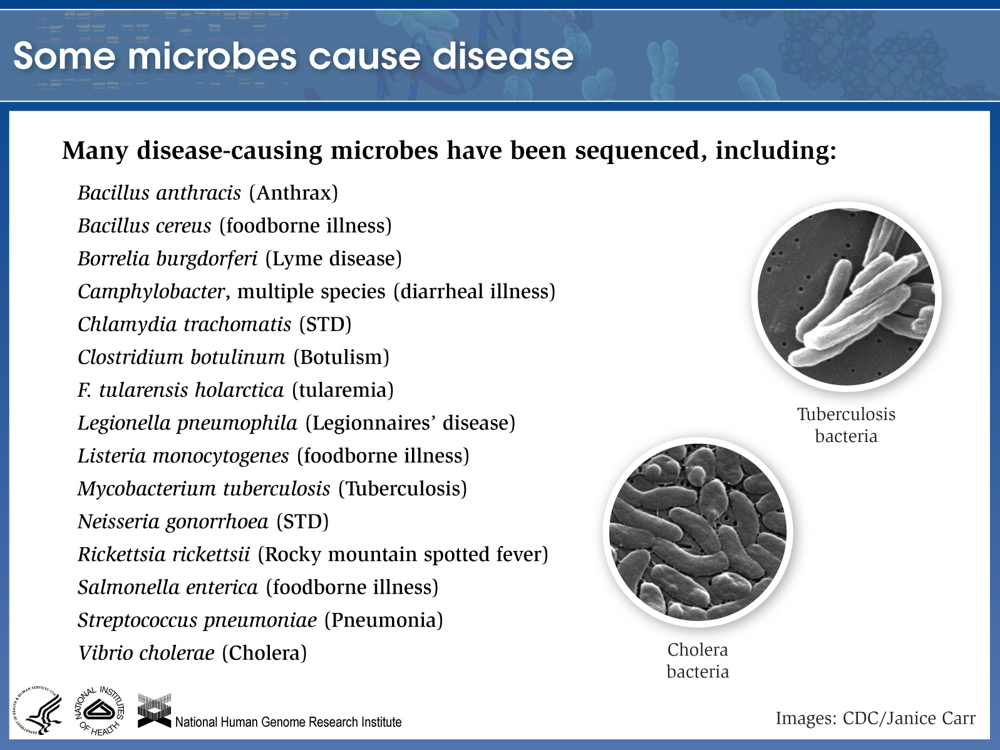 Some microbes cause disease
Many disease-causing microbes have been sequenced, including:
Bacillus anthracis (Anthrax)
Bacillus cereus (foodborne illness)
Borrelia burgdorferi (Lyme disease)
Camphylobacter, multiple species (diarrheal illness)
Chlamydia trachomatis (STD)
Clostridium botulinum (Botulism)
F. tularensis holarctica (tularemia)
Legionella pneumophila (Legionnaires’ disease)
Listeria monocytogenes (foodborne illness)
Mycobacterium tuberculosis (Tuberculosis)
Neisseria gonorrhoea (STD)
Rickettsia rickettsii (Rocky mountain spotted fever)
Salmonella enterica (foodborne illness)
Streptococcus pneumoniae (Pneumonia)
Vibrio cholerae (Cholera)
Tuberculosis
bacteria
Cholera
bacteria
DEPARTMENT OF HEALTH & HUMAN SERVICES·USA
NATIONAL INSTITUTES
OF HEALTH
National Human Genome Research Institute
Images: CDC/Janice Carr